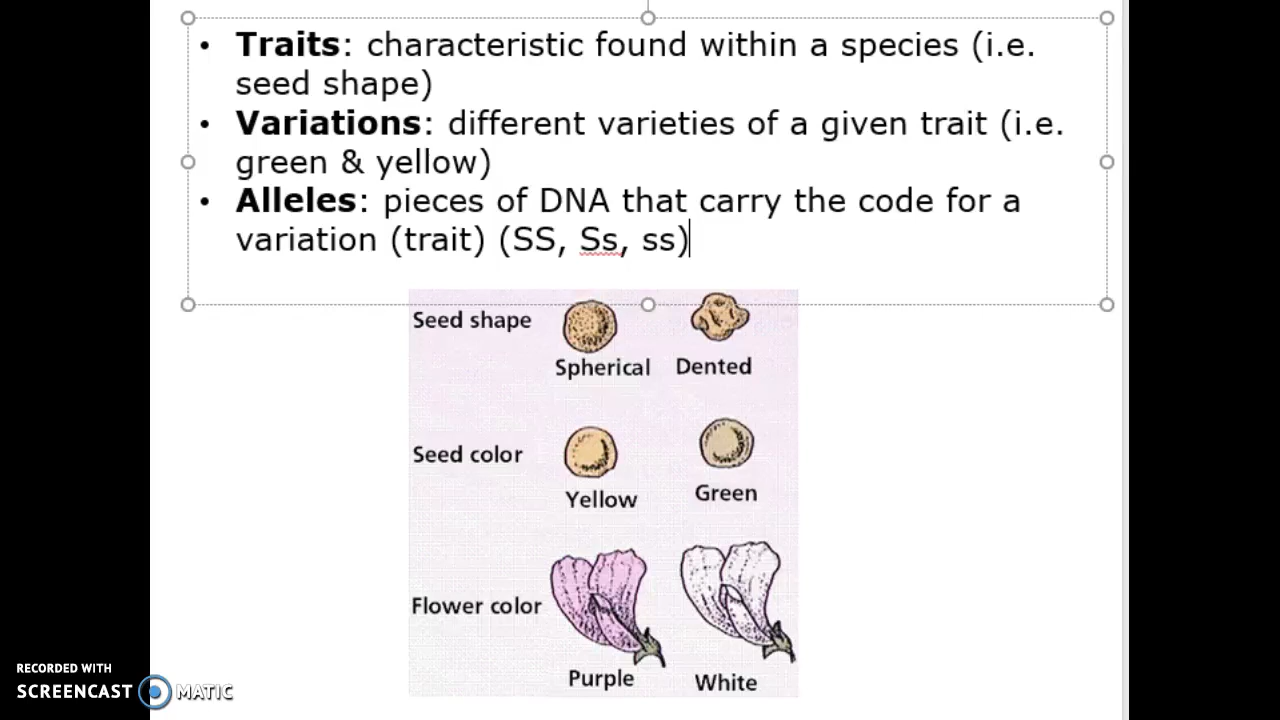 • Traits: characteristic found within a species (i.e.
seed shape)
• Variations: different varieties of a given trait (i.e.
green & yellow)
• Alleles: pieces of DNA that carry the code for a
variation (trait) (SS, Ss, ss)
Seed shape
Spherical Dented
Seed color
Yellow Green
Flower color
Purple White
RECORDED WITH
SCREENCAST MATIC